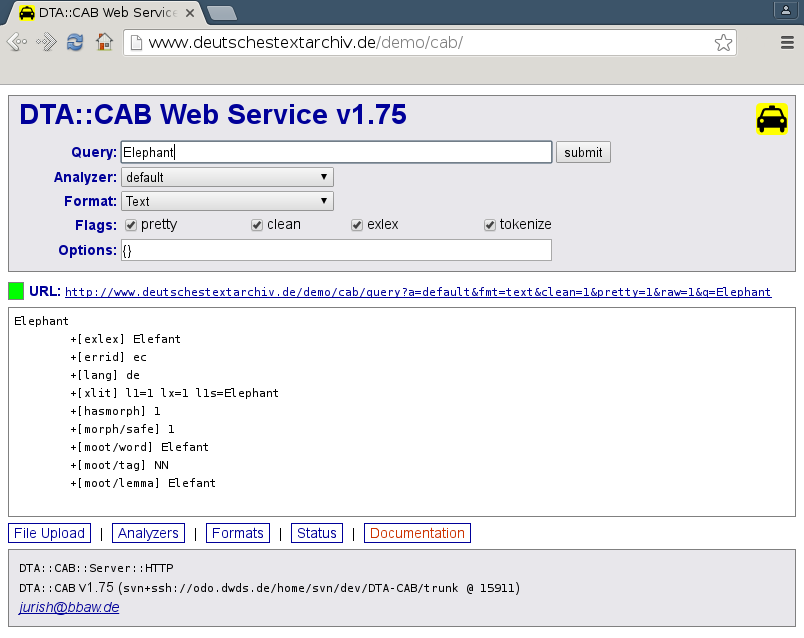 DTA::CAB Web Service
www.deutschestextarchiv.de/demo/cab/
DTA::CAB Web Service v1.75
Query: Elephant submit
Analyzer: default
Format: Text
Flags: pretty clean exlex tokenize
Options: {}
URL: http://www.deutschestextarchiv.de/demo/cab/query?a=default&fmt=text&clean=1&pretty=1&raw=1&q=Elephant
Elephant
+[exlex] Elefant
+[errid] ec
+[lang] de
+[xlit] l1=1 lx=1 l1s=Elephant
+[hasmorph] 1
+[morph/safe] 1
+[moot/word] Elefant
+[moot/tag] NN
+[moot/lemma] Elefant
File Upload | Analyzers | Formats | Status | Documentation
DTA::CAB::Server::HTTP
DTA::CAB v1.75 (svn+ssh://odo.dwds.de/home/svn/dev/DTA-CAB/trunk @ 15911)
jurish@bbaw.de